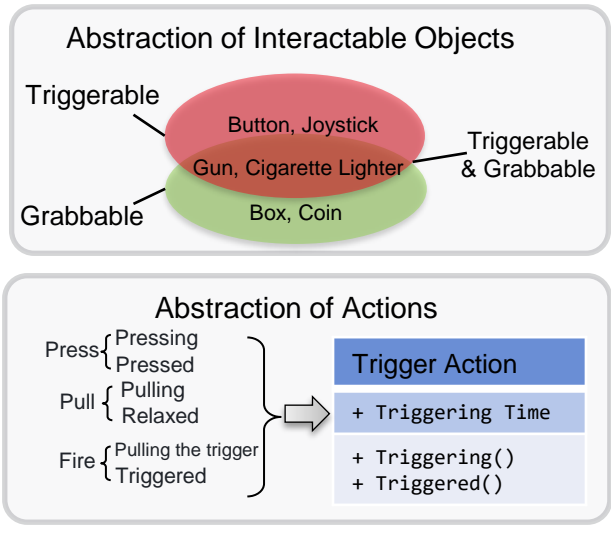 Abstraction of Interactable Objects
Triggerable
Button, Joystick
Triggerable
& Grabbable
Gun, Cigarette Lighter
Grabbable
Box, Coin
Abstraction of Actions
Press
Pressing
Pressed
Pull
Pulling
Relaxed
Fire
Pulling the trigger
Triggered
Trigger Action
+ Triggering Time
+ Triggering()
+ Triggered()